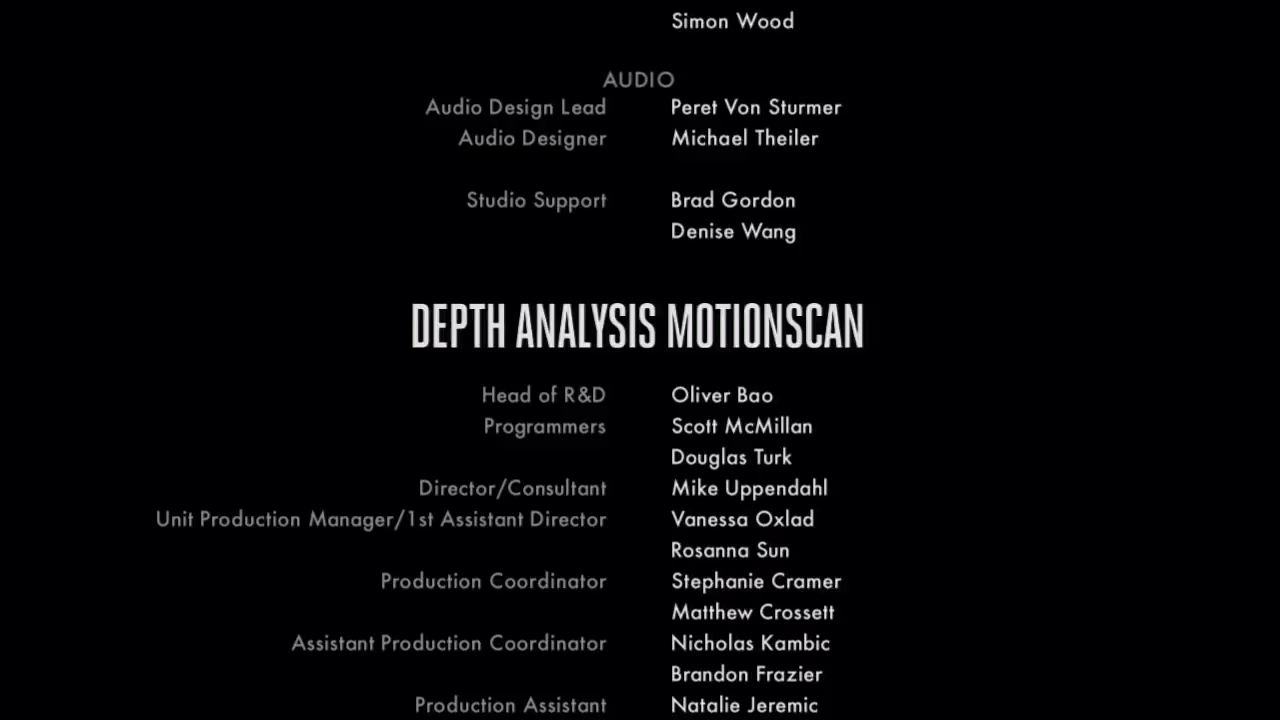 Simon Wood
AUDIO
Audio Design Lead Peret Von Sturmer
Audio Designer Michael Theiler
Studio Support Brad Gordon
Denise Wang
DEPTH ANALYSIS MOTIONSCAN
Head of R&D Oliver Bao
Programmers Scott McMillan
Douglas Turk
Director/Consultant Mike Uppendahl
Unit Production Manager/1st Assistant Director Vanessa Oxlad
Rosanna Sun
Production Coordinator Stephanie Cramer
Matthew Crossett
Assistant Production Coordinator Nicholas Kambic
Brandon Frazier
Production Assistant Natalie Jeremic